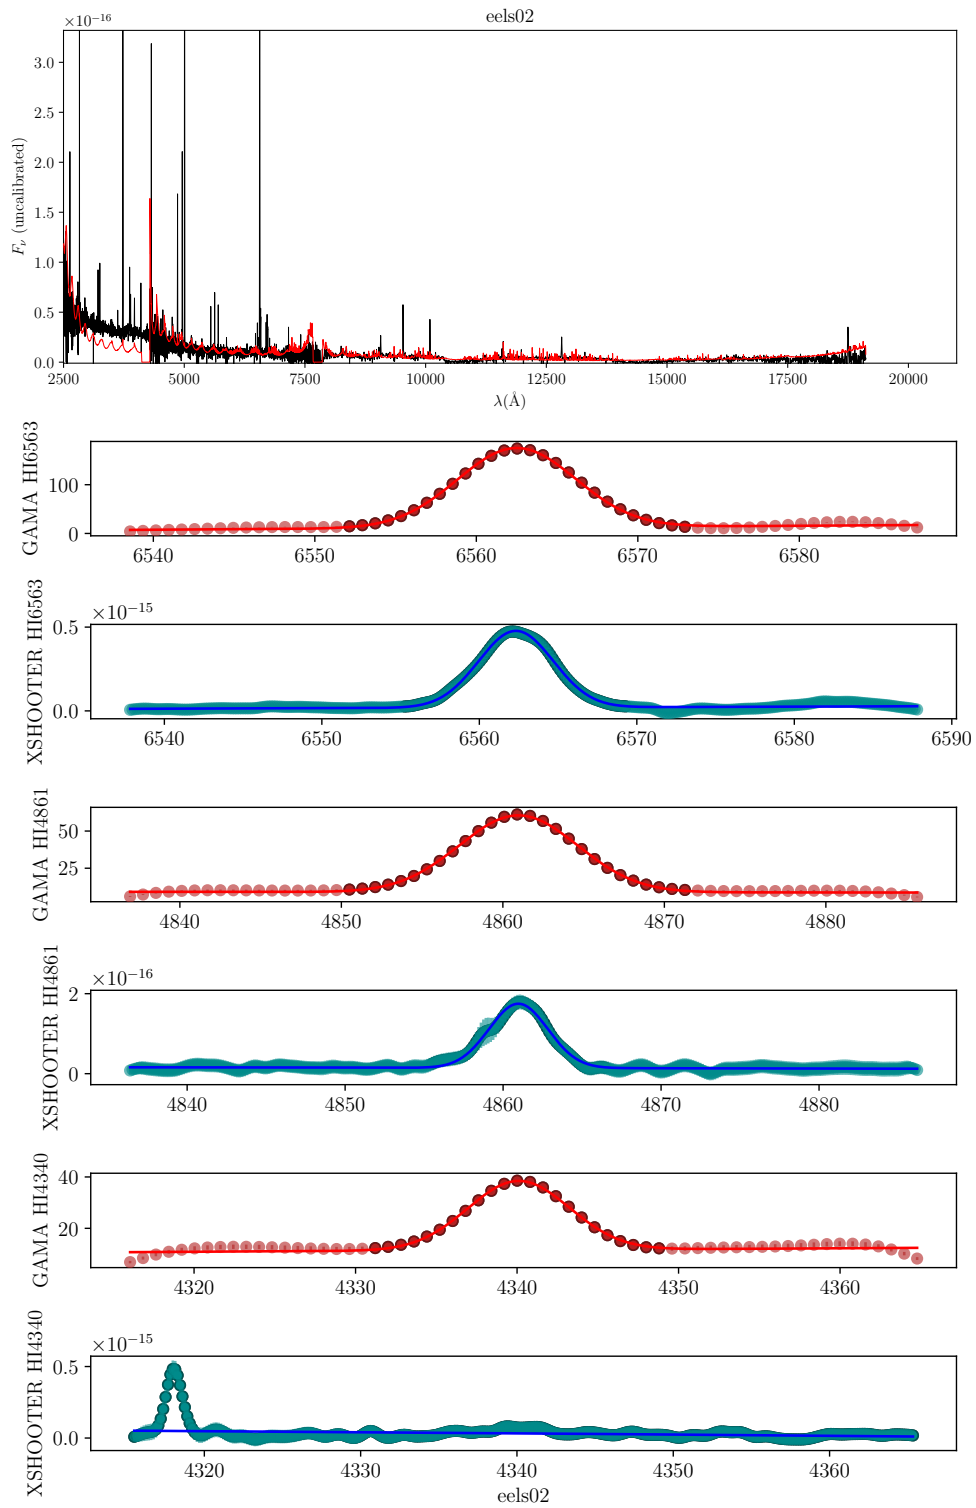 eels02
×10−16
3.0
2.5
2.0
1.5
1.0
0.5
0.0
Fν (uncalibrated)
2500 5000 7500 10000 12500 15000 17500 20000
λ(Å)
GAMA HI6563
100
0
6540 6550 6560 6570 6580
XSHOOTER HI6563
×10−15
0.5
0.0
6540 6550 6560 6570 6580 6590
GAMA HI4861
50
25
4840 4850 4860 4870 4880
XSHOOTER HI4861
×10−16
2
0
4840 4850 4860 4870 4880
GAMA HI4340
40
20
4320 4330 4340 4350 4360
XSHOOTER HI4340
×10−15
0.5
0.0
4320 4330 4340 4350 4360
eels02